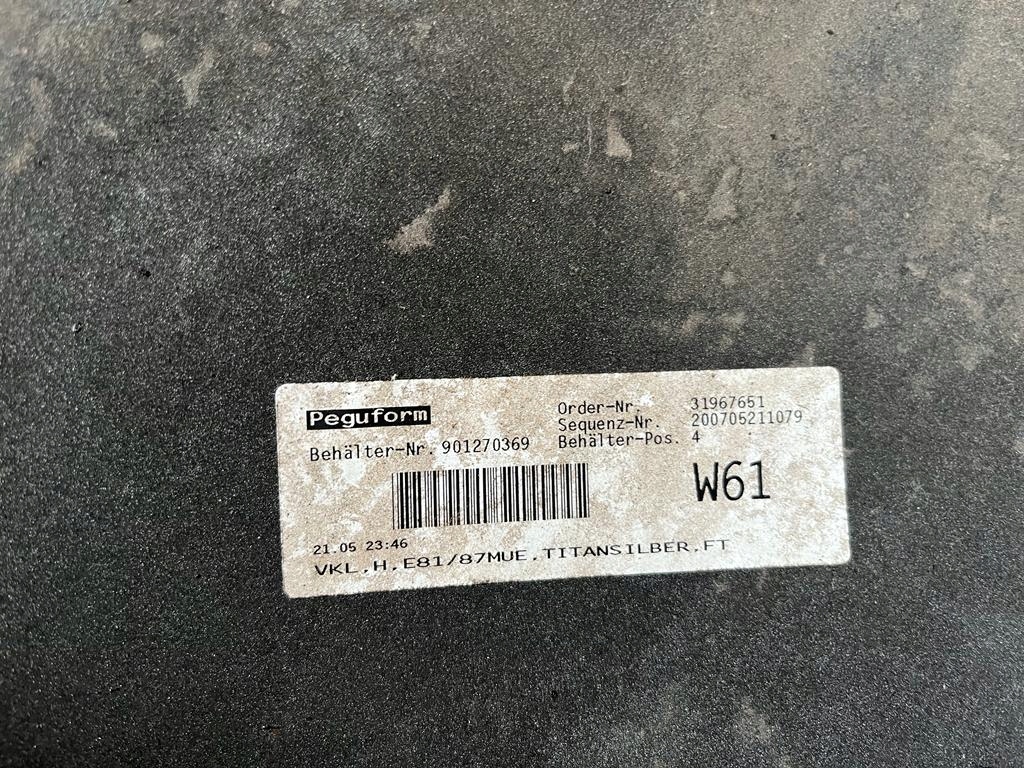 Peguform
Order-Nr. 31967651
Sequenz-Nr. 200705211079
Behälter-Nr. 901270369
Behälter-Pos. 4
W61
21.05 23:46
VKL,H,E81/87MUE,TITANSILBER,FT